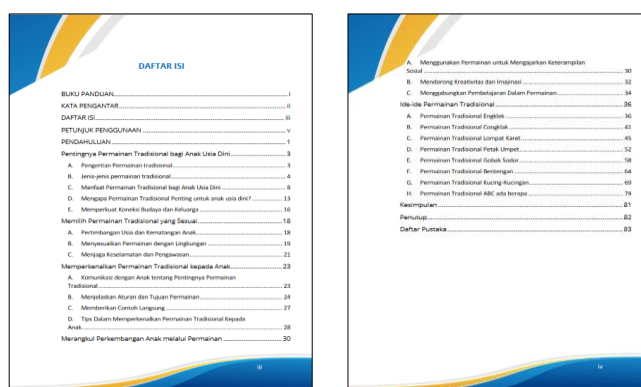 DAFTAR ISI
BUKU PANDUAN.....i
KATA PENGANTAR.....ii
DAFTAR ISI.....iii
PETUNJUK PENGGUNAAN.....v
PENDAHULUAN.....1
Pentingnya Permainan Tradisional bagi Anak Usia Dini.....3
A. Pengertian Permainan tradisional.....3
B. Jenis-jenis permainan tradisional.....4
C. Manfaat Permainan Tradisional bagi Anak Usia Dini.....8
D. Mengapa Permainan Tradisional Penting untuk anak usia dini?.....13
E. Memperkuat Koneksi Budaya dan Keluarga.....16
Memilih Permainan Tradisional yang Sesuai.....18
A. Pertimbangan Usia dan Kematangan Anak.....18
B. Menyesuaikan Permainan dengan Lingkungan.....19
C. Menjaga Keselamatan dan Pengawasan.....21
Memperkenalkan Permainan Tradisional kepada Anak.....23
A. Komunikasi dengan Anak tentang Pentingnya Permainan
Tradisional.....23
B. Menjelaskan Aturan dan Tujuan Permainan.....24
C. Memberikan Contoh Langsung.....27
D. Tips Dalam Memperkenalkan Permainan Tradisional Kepada
Anak.....28
Merangkul Perkembangan Anak melalui Permainan.....30
iii
A. Menggunakan Permainan untuk Mengajarkan Keterampilan
Sosial.....30
B. Mendorong Kreativitas dan Imajinasi.....32
C. Menggabungkan Pembelajaran Dalam Permainan.....34
Ide-ide Permainan Tradisional.....36
A. Permainan Tradisional Engklek.....36
B. Permainan Tradisional Congklak.....41
C. Permainan Tradisional Lompat Karet.....45
D. Permainan Tradisional Petak Umpet.....52
E. Permainan Tradisional Gobak Sodor.....58
F. Permainan Tradisional Bentengan.....64
G. Permainan Tradisional Kucing-Kucingan.....69
H. Permainan Tradisional ABC ada berapa.....74
Kesimpulan.....81
Penutup.....82
Daftar Pustaka.....83
iv